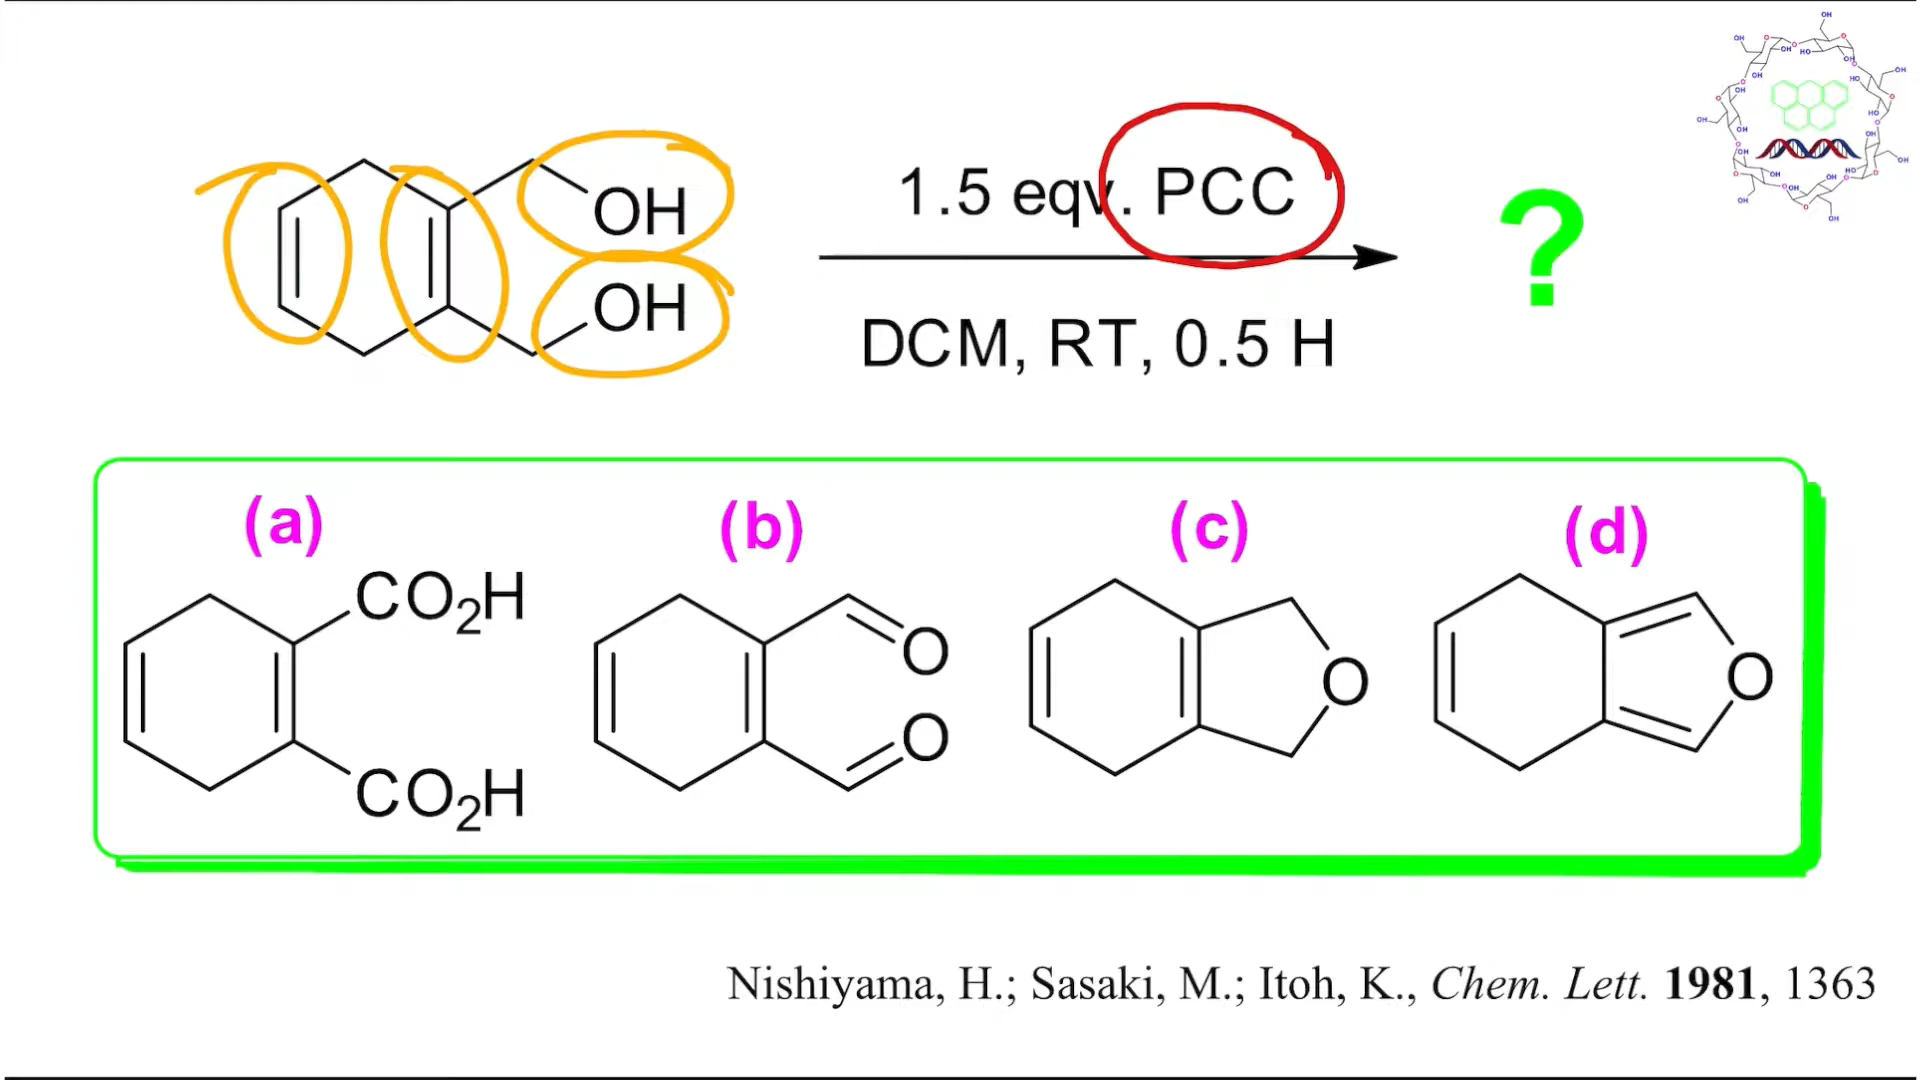 OH
OH
1.5 eqv. PCC
DCM, RT, 0.5 H
?
(a)
(b)
(c)
(d)
CO2H
CO2H
O
O
O
O
Nishiyama, H.; Sasaki, M.; Itoh, K., Chem. Lett. 1981, 1363